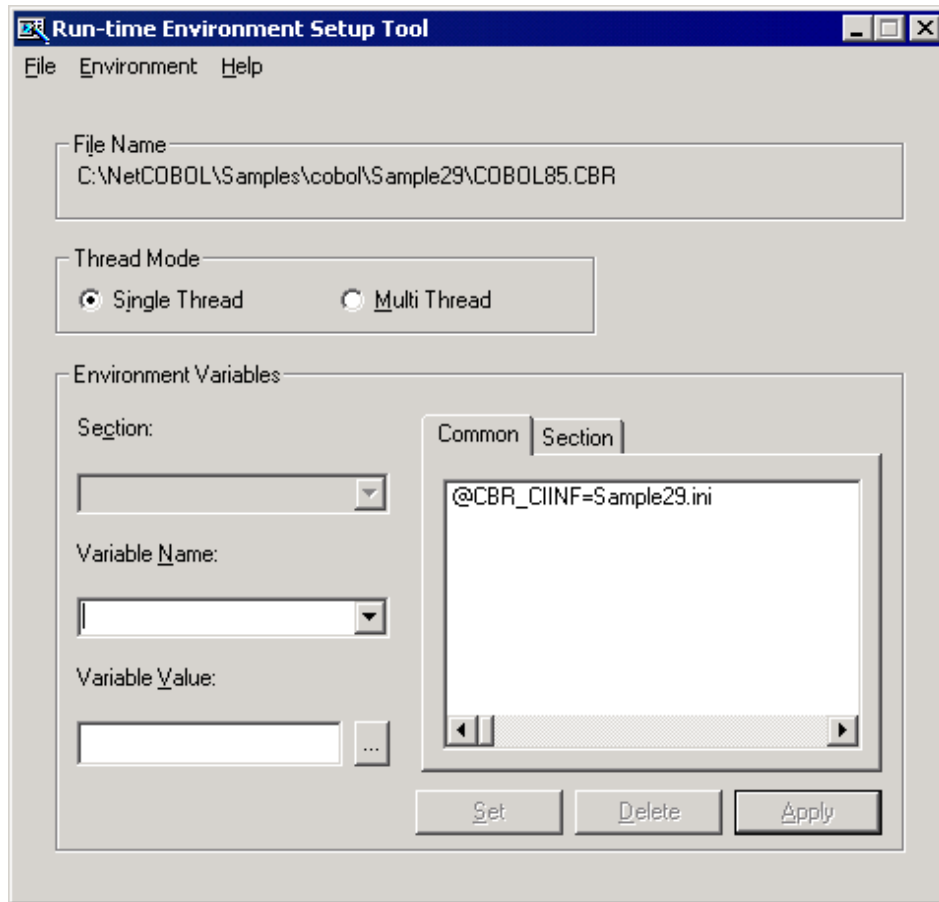 Run-time Environment Setup Tool
File Environment Help
File Name
C:\NetCOBOL\Samples\cobol\Sample29\COBOL85.CBR
Thread Mode
Single Thread Multi Thread
Environment Variables
Section:
Common Section
@CBR_CIINF=Sample29.ini
Variable Name:
Variable Value:
...
Set Delete Apply